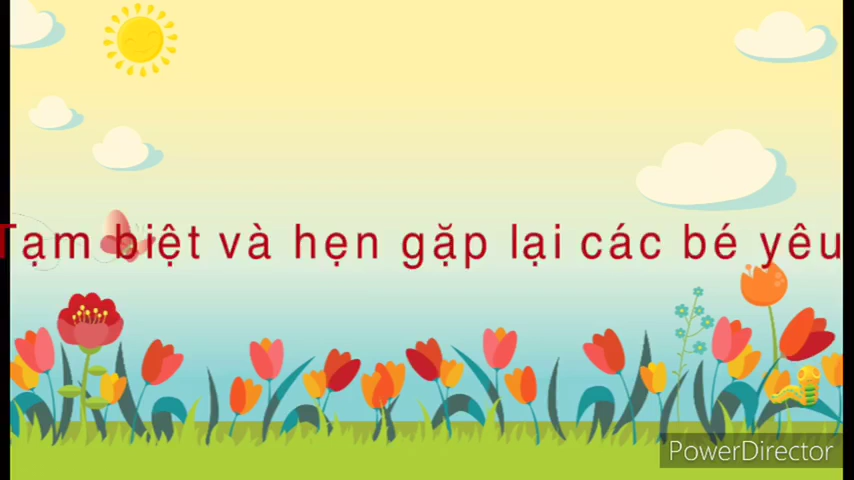 Tạm biệt và hẹn gặp lại các bé yêu
PowerDirector